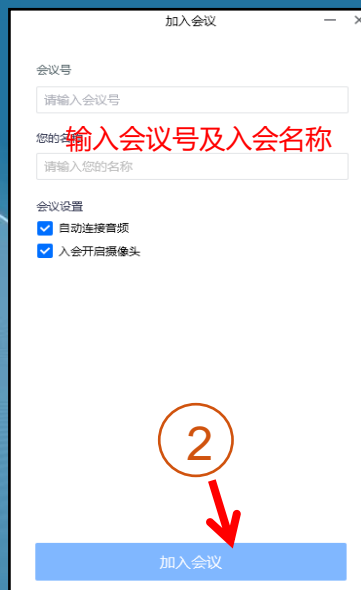 加入会议
会议号
请输入会议号
您的名称
输入会议号及入会名称
请输入您的名称
会议设置
自动连接音频
入会开启摄像头
2
加入会议